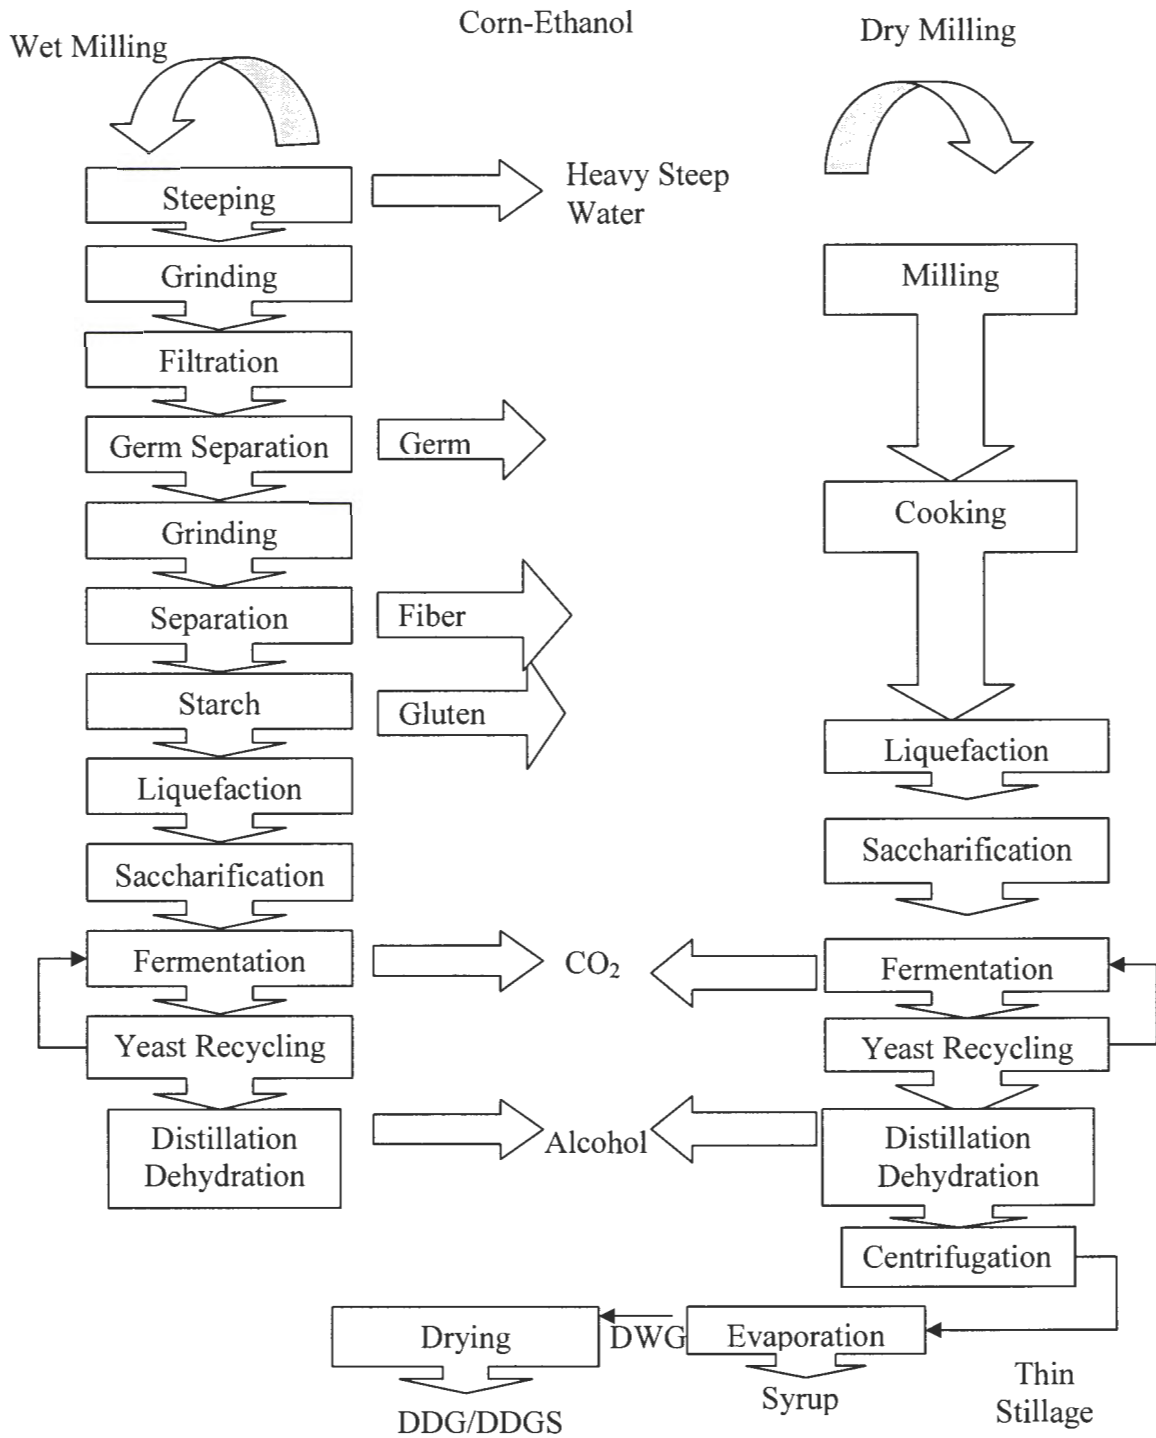 Corn-Ethanol
Wet Milling
Dry Milling
Steeping
Heavy Steep
Water
Grinding
Milling
Filtration
Germ Separation
Germ
Grinding
Cooking
Separation
Fiber
Starch
Gluten
Liquefaction
Liquefaction
Saccharification
Saccharification
Fermentation
CO₂
Fermentation
Yeast Recycling
Yeast Recycling
Distillation
Dehydration
Alcohol
Distillation
Dehydration
Centrifugation
Drying
DWG
Evaporation
Thin
Stillage
Syrup
DDG/DDGS